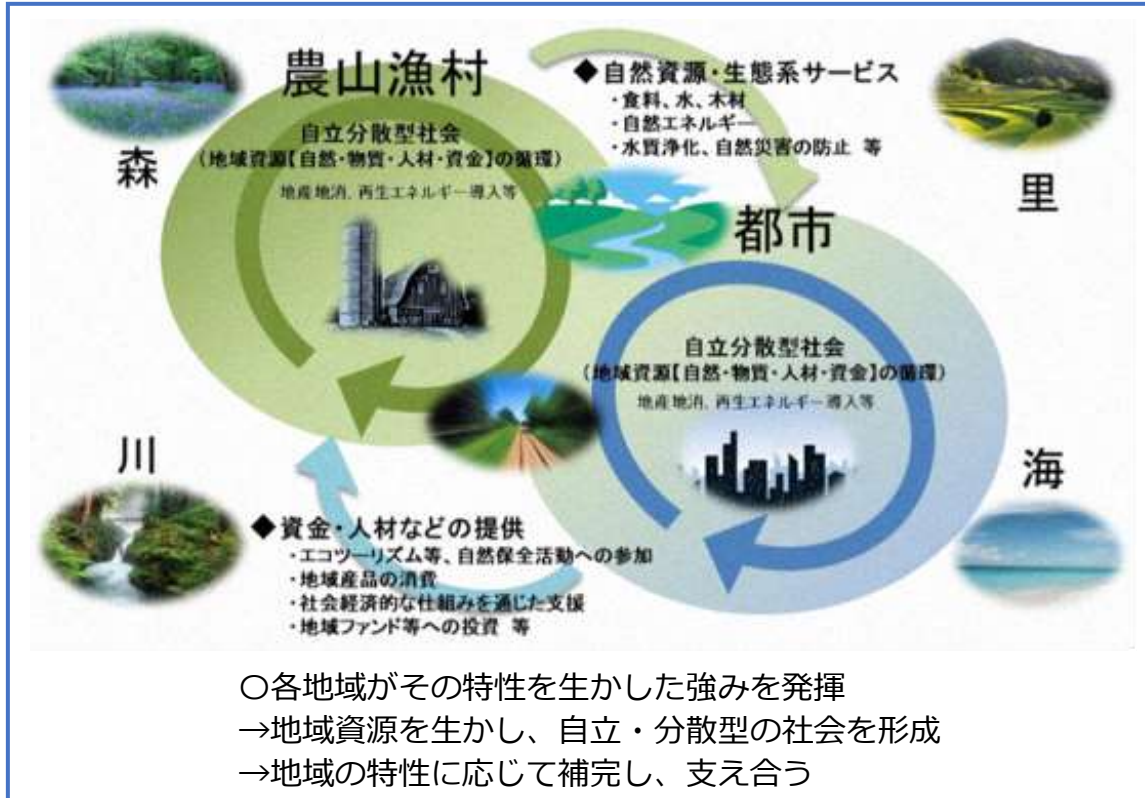 農山漁村
自立分散型社会
(地域資源【自然・物質・人材・資金】の循環)
地産地消、再生エネルギー導入等
◆自然資源・生態系サービス
・食料、水、木材
・自然エネルギー
・水質浄化、自然災害の防止 等
森
里
都市
自立分散型社会
(地域資源【自然・物質・人材・資金】の循環)
地産地消、再生エネルギー導入等
川
海
◆資金・人材などの提供
・エコツーリズム等、自然保全活動への参加
・地域産品の消費
・社会経済的な仕組みを通じた支援
・地域ファンド等への投資 等
〇各地域がその特性を生かした強みを発揮
→地域資源を生かし、自立・分散型の社会を形成
→地域の特性に応じて補完し、支え合う